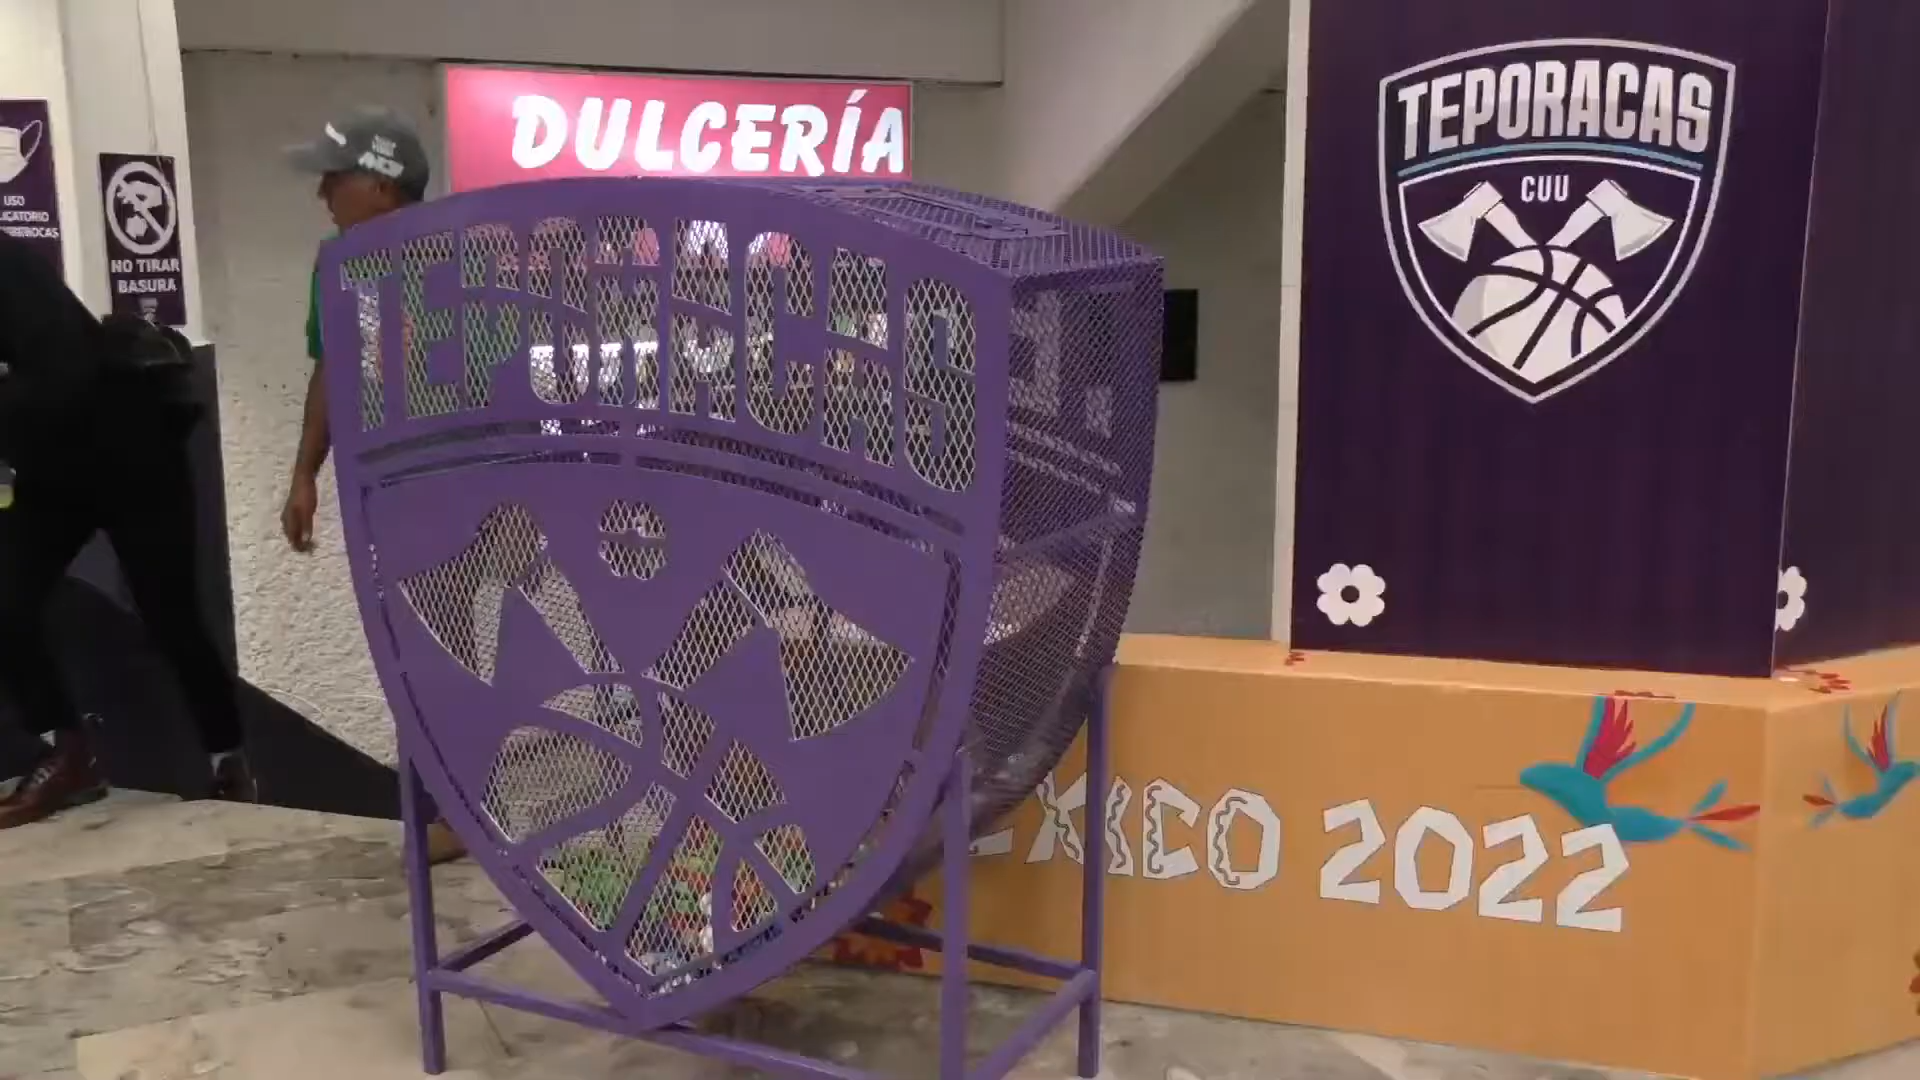 DULCERÍA
USO
NO TIRAR
BASURA
TEPORACAS
TEPORACAS
CUU
XICO 2022